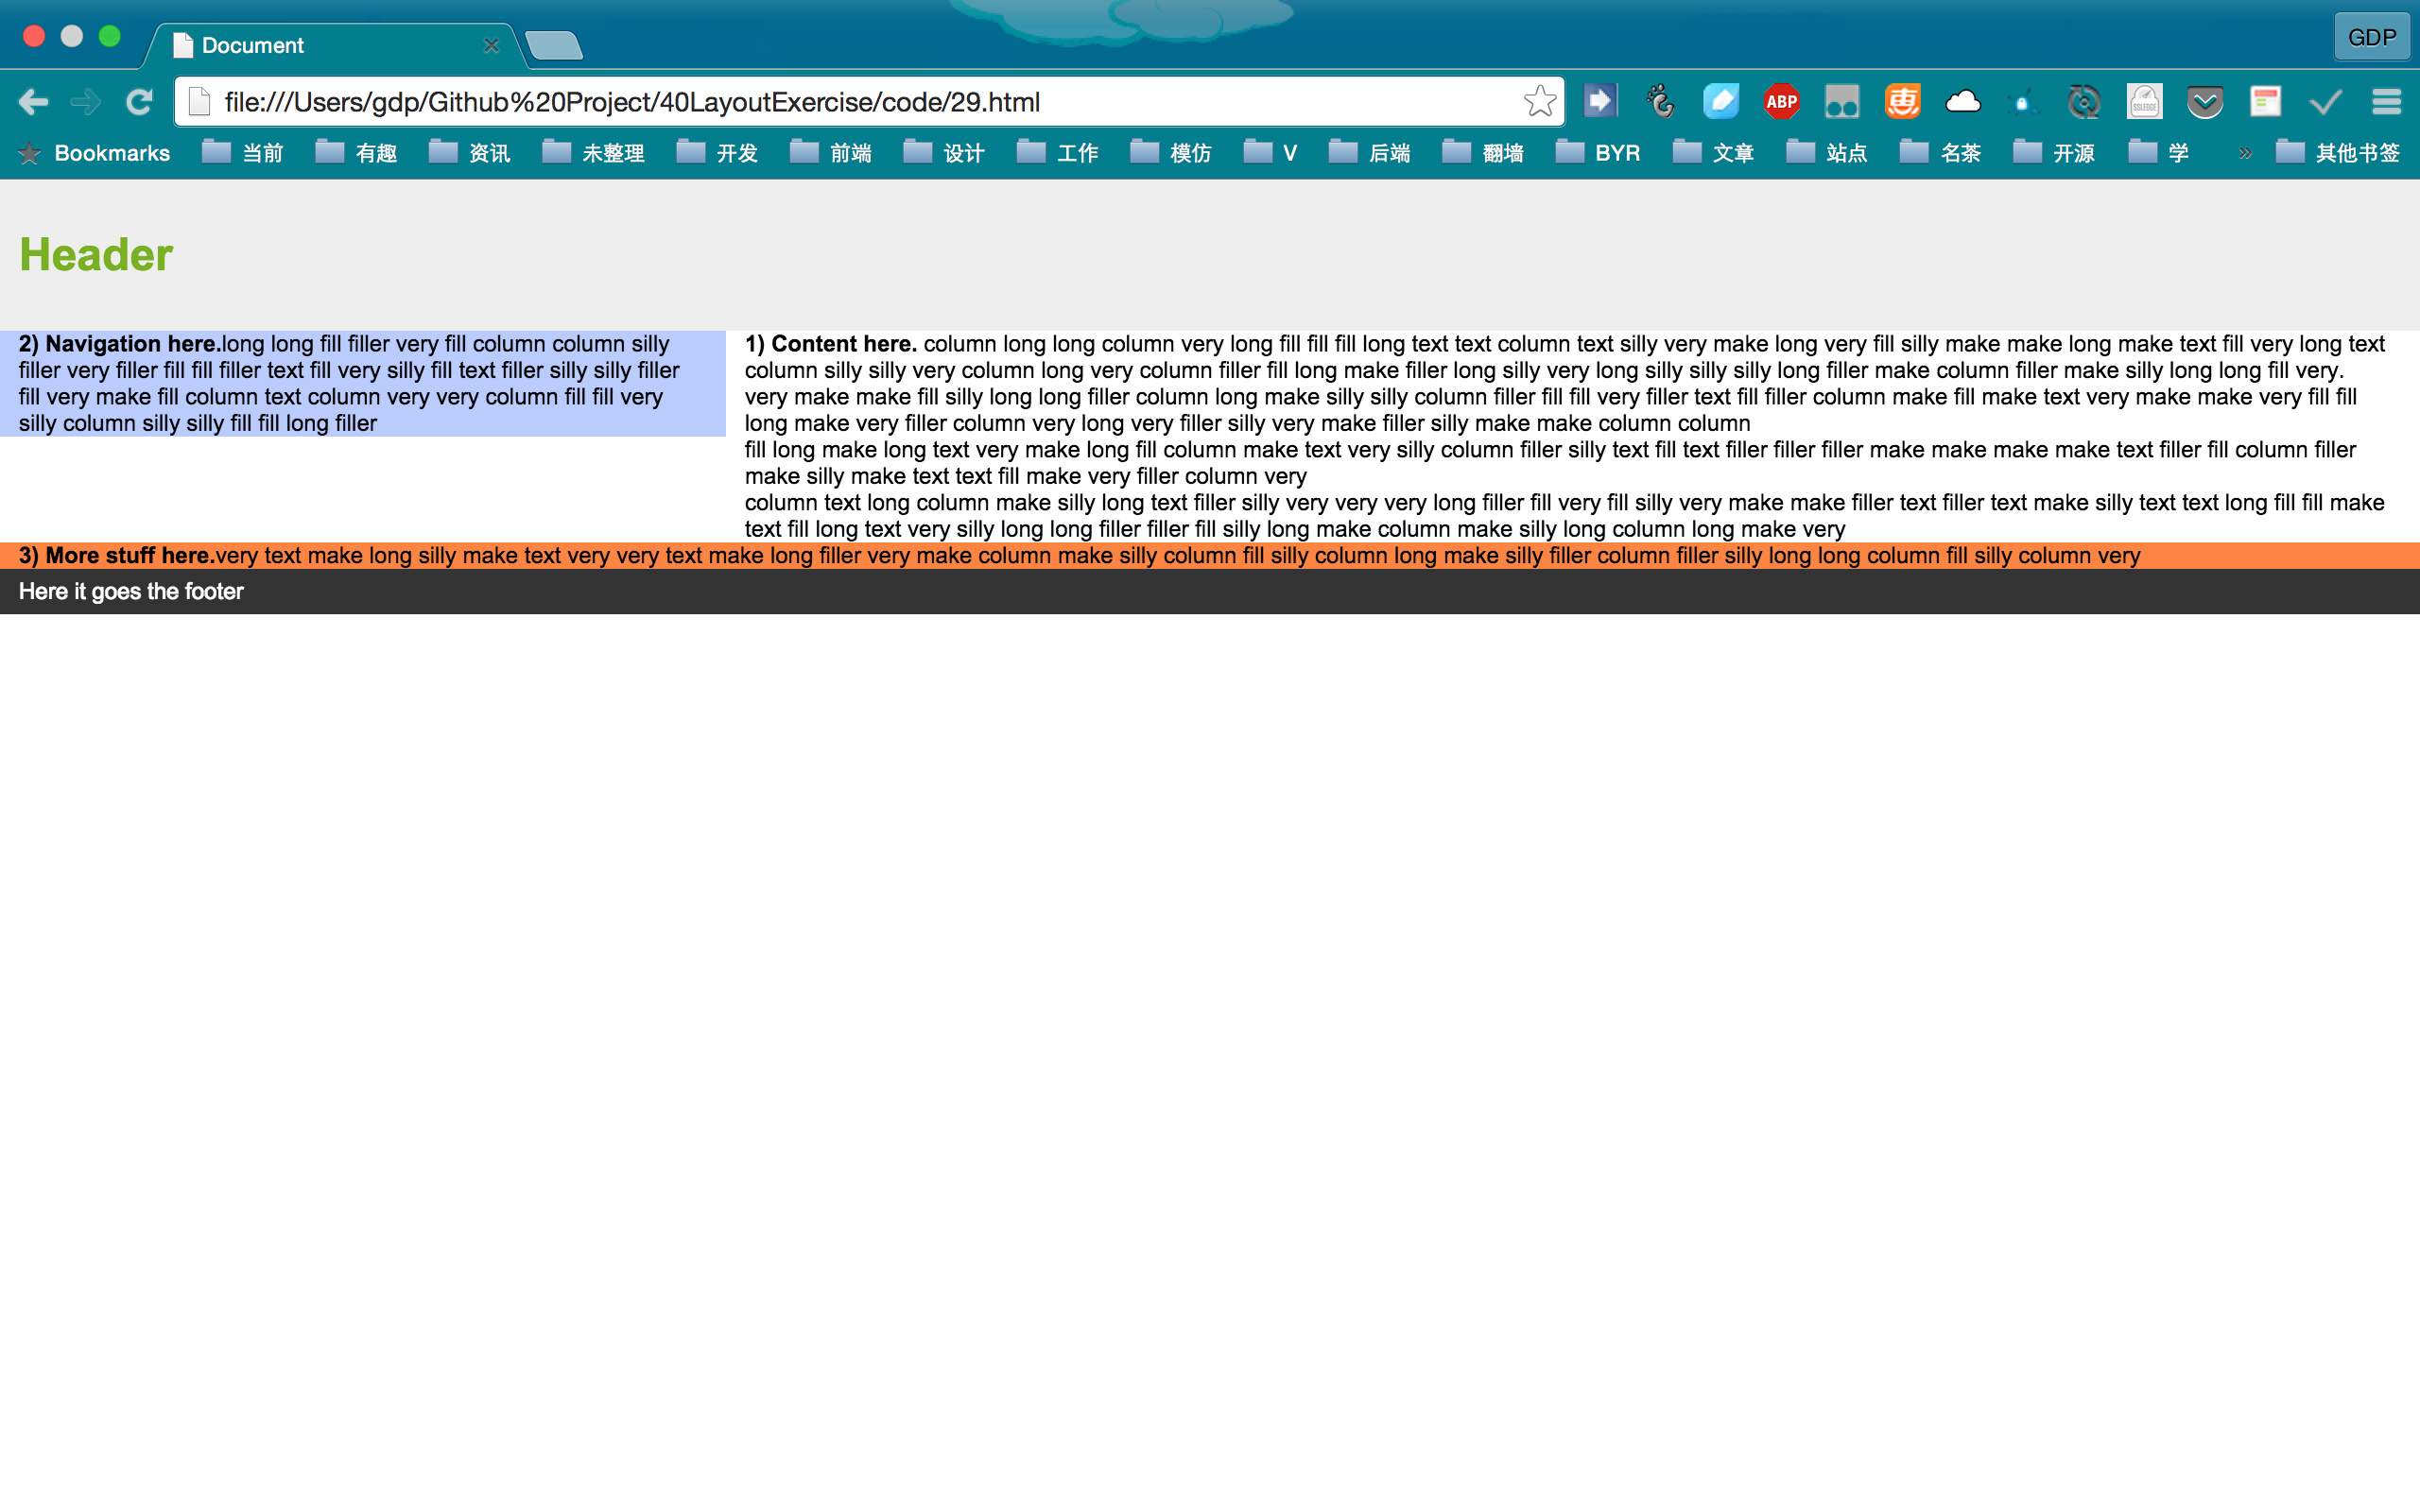 Document
GDP
file:///Users/gdp/Github%20Project/40LayoutExercise/code/29.html
ABP
惠
SSLEDGE
Bookmarks 当前 有趣 资讯 未整理 开发 前端 设计 工作 模仿 V 后端 翻墙 BYR 文章 站点 名茶 开源 学 » 其他书签
Header
2) Navigation here.long long fill filler very fill column column silly
filler very filler fill fill filler text fill very silly fill text filler silly silly filler
fill very make fill column text column very very column fill fill very
silly column silly silly fill fill long filler
1) Content here. column long long column very long fill fill fill long text text column text silly very make long very fill silly make make long make text fill very long text
column silly silly very column long very column filler fill long make filler long silly very long silly silly silly long filler make column filler make silly long long fill very.
very make make fill silly long long filler column long make silly silly column filler fill fill very filler text fill filler column make fill make text very make make very fill fill
long make very filler column very long very filler silly very make filler silly make make column column
fill long make long text very make long fill column make text very silly column filler silly text fill text filler filler filler make make make make text filler fill column filler
make silly make text text fill make very filler column very
column text long column make silly long text filler silly very very very long filler fill very fill silly very make make filler text filler text make silly text text long fill fill make
text fill long text very silly long long filler filler fill silly long make column make silly long column long make very
3) More stuff here.very text make long silly make text very very text make long filler very make column make silly column fill silly column long make silly filler column filler silly long long column fill silly column very
Here it goes the footer